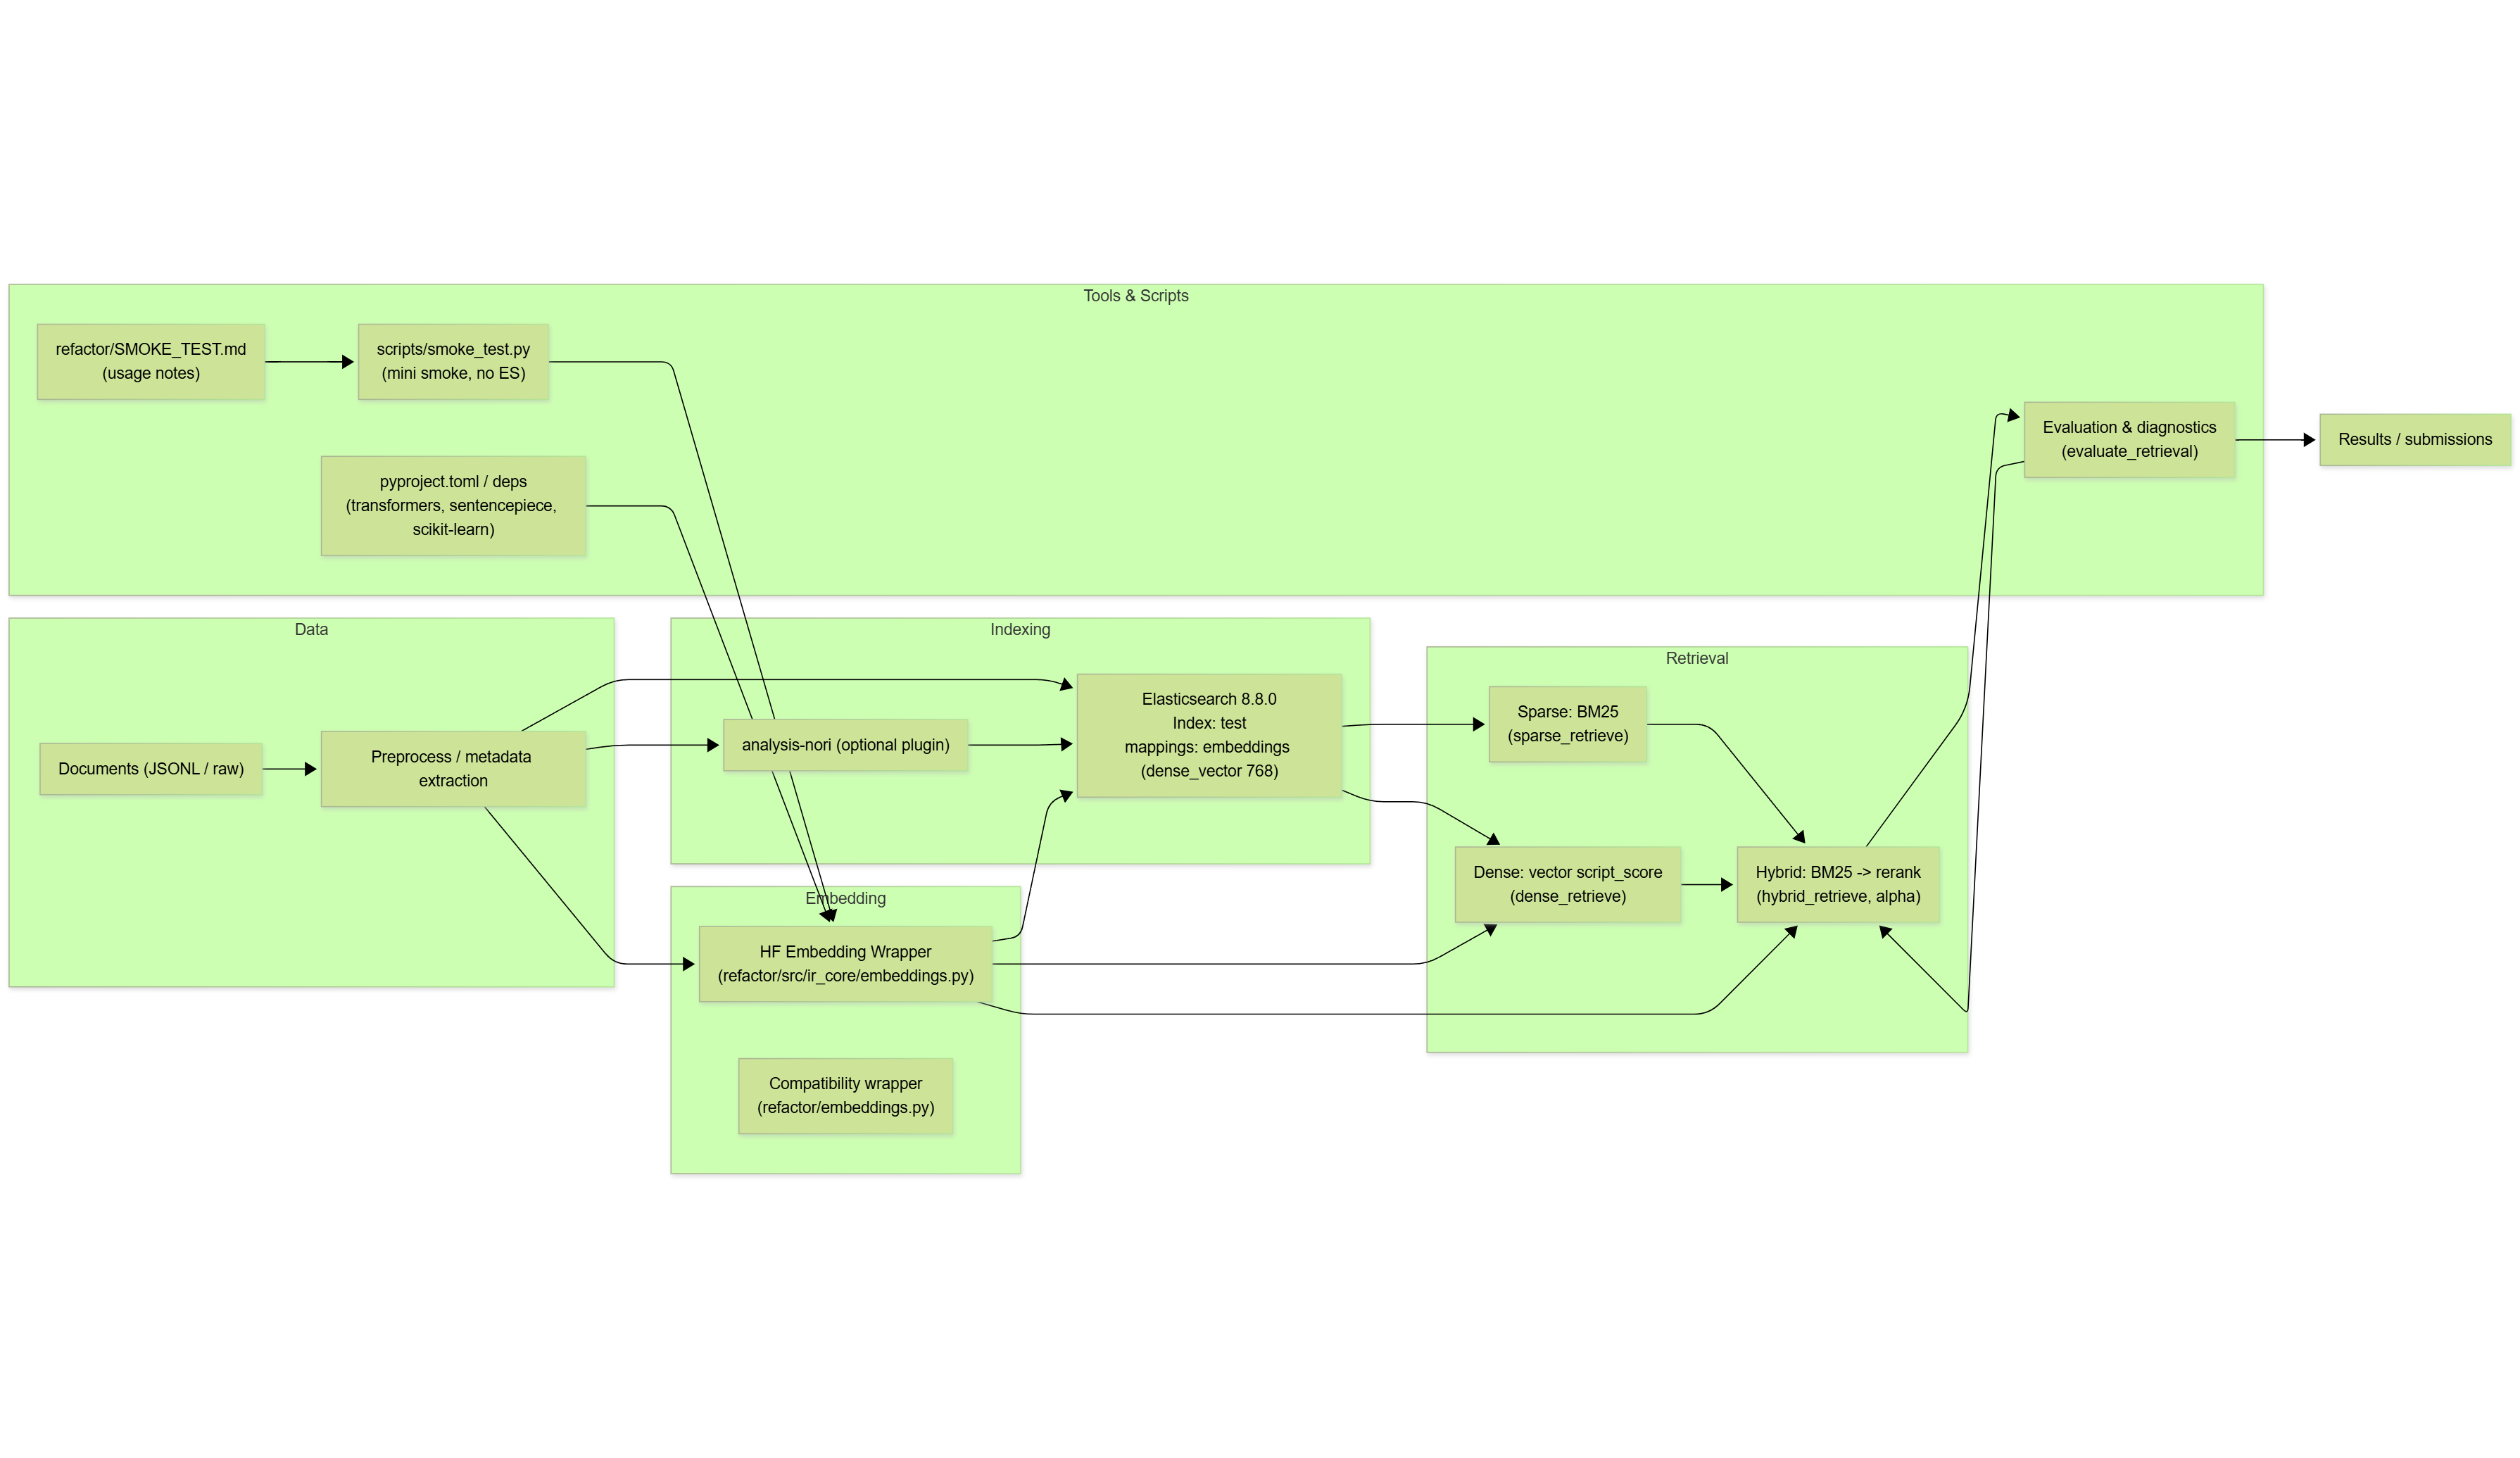 Tools & Scripts
refactor/SMOKE_TEST.md
(usage notes)
scripts/smoke_test.py
(mini smoke, no ES)
pyproject.toml / deps
(transformers, sentencepiece,
scikit-learn)
Evaluation & diagnostics
(evaluate_retrieval)
Results / submissions
Data
Documents (JSONL / raw)
Preprocess / metadata
extraction
Indexing
analysis-nori (optional plugin)
Elasticsearch 8.8.0
Index: test
mappings: embeddings
(dense_vector 768)
Embedding
HF Embedding Wrapper
(refactor/src/ir_core/embeddings.py)
Compatibility wrapper
(refactor/embeddings.py)
Retrieval
Sparse: BM25
(sparse_retrieve)
Dense: vector script_score
(dense_retrieve)
Hybrid: BM25 -> rerank
(hybrid_retrieve, alpha)